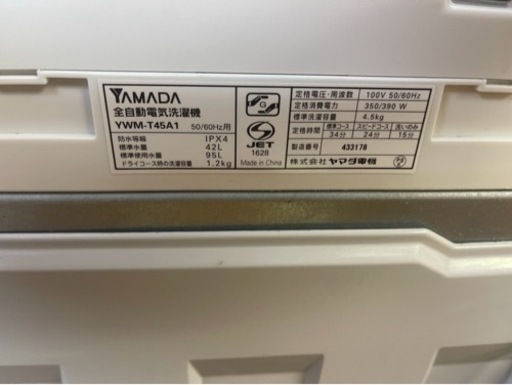 YAMADA
全自動電気洗濯機
YWM-T45A1 50/60Hz用
防水等級 IPX4
標準水量 42L
標準使用水量 95L
ドライコース時の洗濯容量 1.2kg
G
JET
1628
Made in China
定格電圧・周波数 100V 50/60Hz
定格消費電力 350/390 W
標準洗濯容量 4.5kg
定格時間 標準コース スピードコース 洗いのみ
34分 24分 15分
製造番号 433178
株式会社 ヤマダ電機